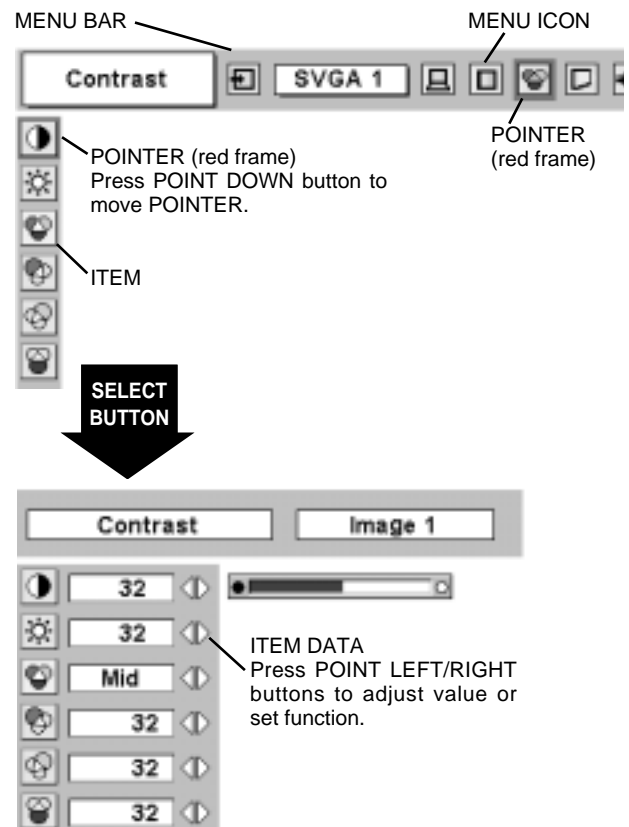 MENU BAR
MENU ICON
Contrast
SVGA 1
POINTER
(red frame)
POINTER (red frame)
Press POINT DOWN button to
move POINTER.
ITEM
SELECT
BUTTON
Contrast
Image 1
32
32
ITEM DATA
Press POINT LEFT/RIGHT
buttons to adjust value or
set function.
Mid
32
32
32